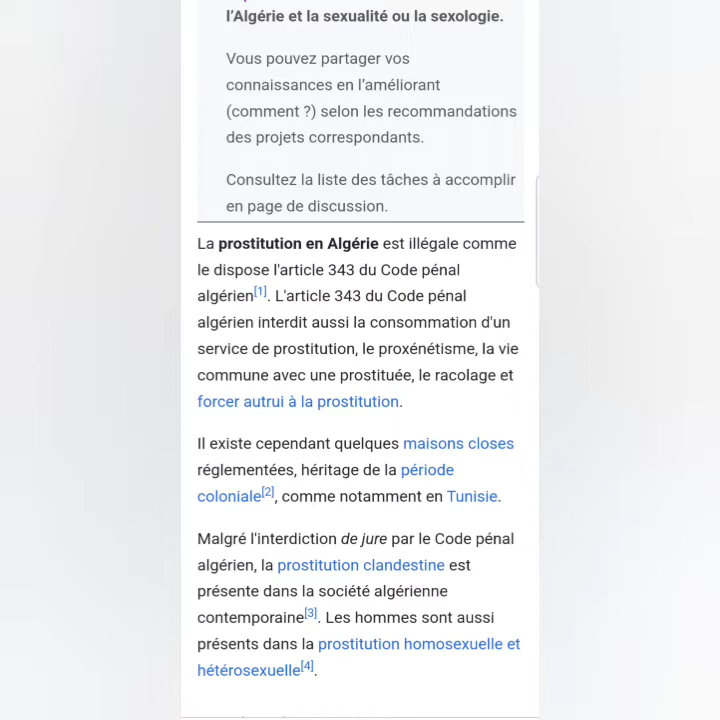 l’Algérie et la sexualité ou la sexologie.
Vous pouvez partager vos
connaissances en l’améliorant
(comment ?) selon les recommandations
des projets correspondants.
Consultez la liste des tâches à accomplir
en page de discussion.
La prostitution en Algérie est illégale comme
le dispose l'article 343 du Code pénal
algérien[1]. L'article 343 du Code pénal
algérien interdit aussi la consommation d'un
service de prostitution, le proxénétisme, la vie
commune avec une prostituée, le racolage et
forcer autrui à la prostitution.
Il existe cependant quelques maisons closes
réglementées, héritage de la période
coloniale[2], comme notamment en Tunisie.
Malgré l'interdiction de jure par le Code pénal
algérien, la prostitution clandestine est
présente dans la société algérienne
contemporaine[3]. Les hommes sont aussi
présents dans la prostitution homosexuelle et
hétérosexuelle[4].